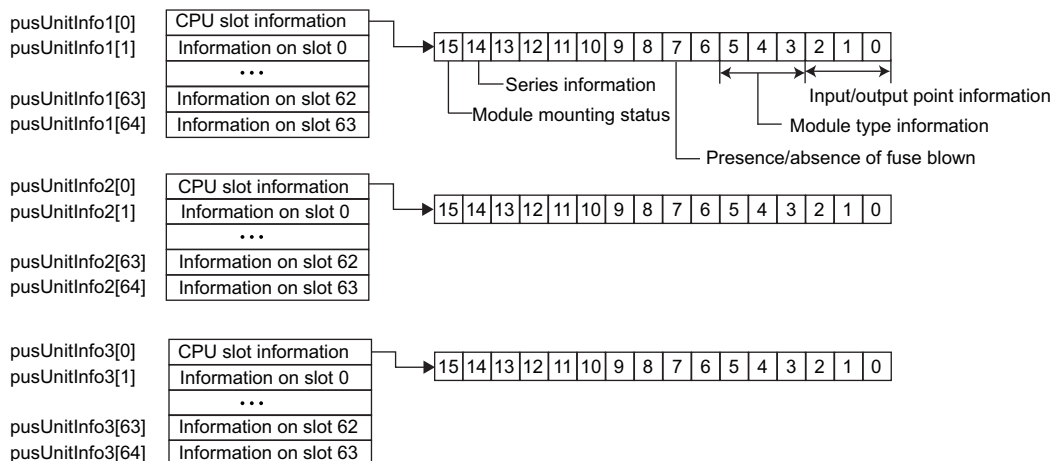 pusUnitInfo1[0] CPU slot information
pusUnitInfo1[1] Information on slot 0
...
pusUnitInfo1[63] Information on slot 62
pusUnitInfo1[64] Information on slot 63
15 14 13 12 11 10 9 8 7 6 5 4 3 2 1 0
Series information
Module mounting status
Input/output point information
Module type information
Presence/absence of fuse blown
pusUnitInfo2[0] CPU slot information
pusUnitInfo2[1] Information on slot 0
...
pusUnitInfo2[63] Information on slot 62
pusUnitInfo2[64] Information on slot 63
15 14 13 12 11 10 9 8 7 6 5 4 3 2 1 0
pusUnitInfo3[0] CPU slot information
pusUnitInfo3[1] Information on slot 0
...
pusUnitInfo3[63] Information on slot 62
pusUnitInfo3[64] Information on slot 63
15 14 13 12 11 10 9 8 7 6 5 4 3 2 1 0